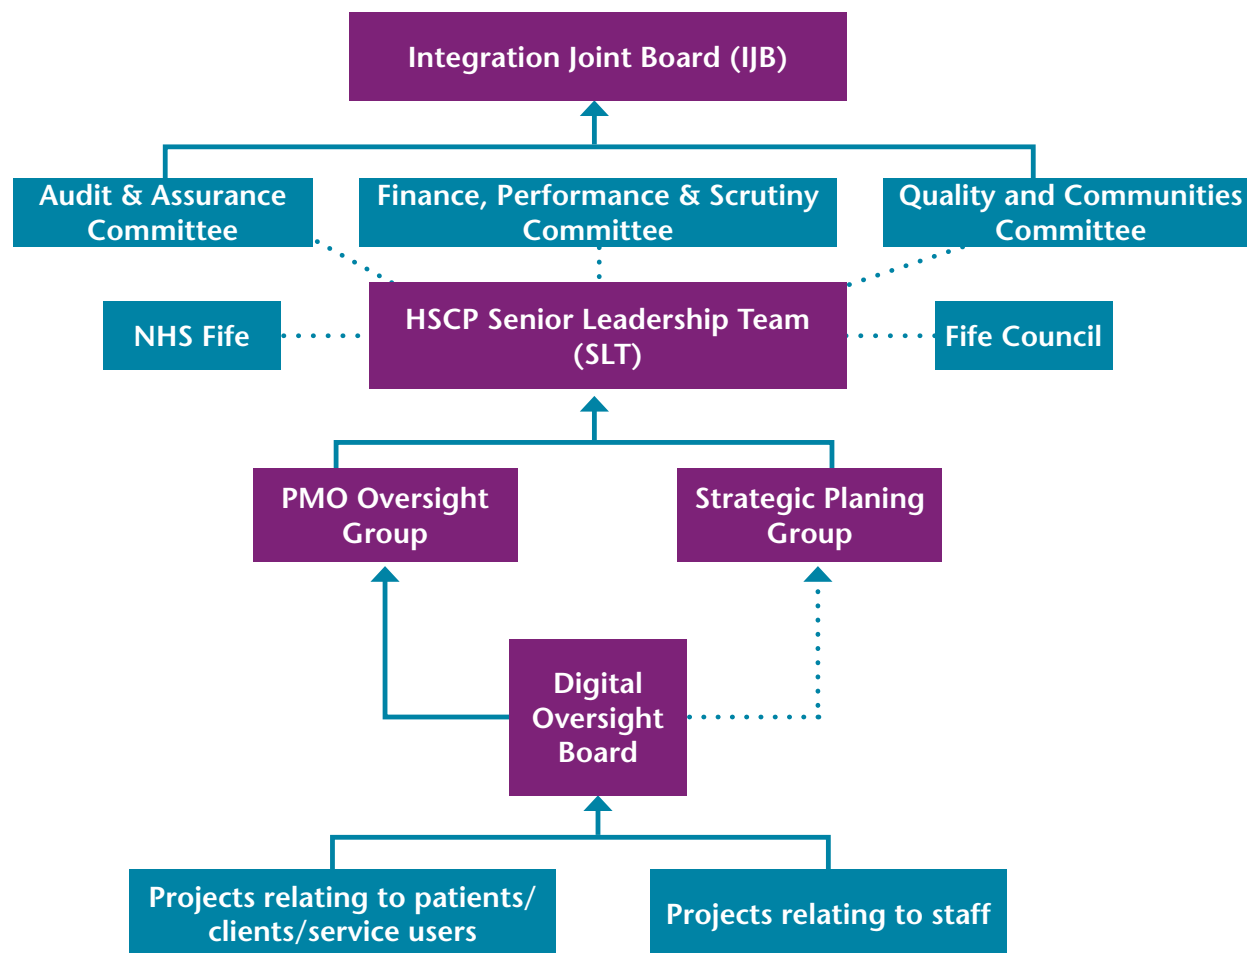 Integration Joint Board (IJB)
Audit & Assurance
Committee
Finance, Performance & Scrutiny
Committee
Quality and Communities
Committee
NHS Fife
HSCP Senior Leadership Team
(SLT)
Fife Council
PMO Oversight
Group
Strategic Planing
Group
Digital
Oversight
Board
Projects relating to patients/
clients/service users
Projects relating to staff